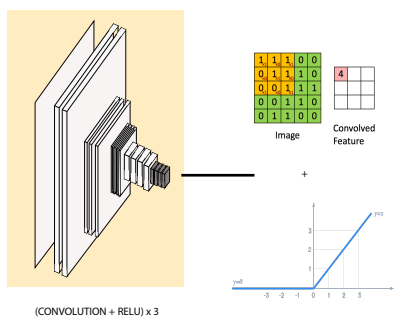 1 1 1 0 0
0 1 1 1 0
0 0 1 1 1
0 0 1 1 0
0 1 1 0 0
4
Image
Convolved
Feature
+
y=x
3
2
1
y=0
-3 -2 -1 0 1 2 3
(CONVOLUTION + RELU) x 3